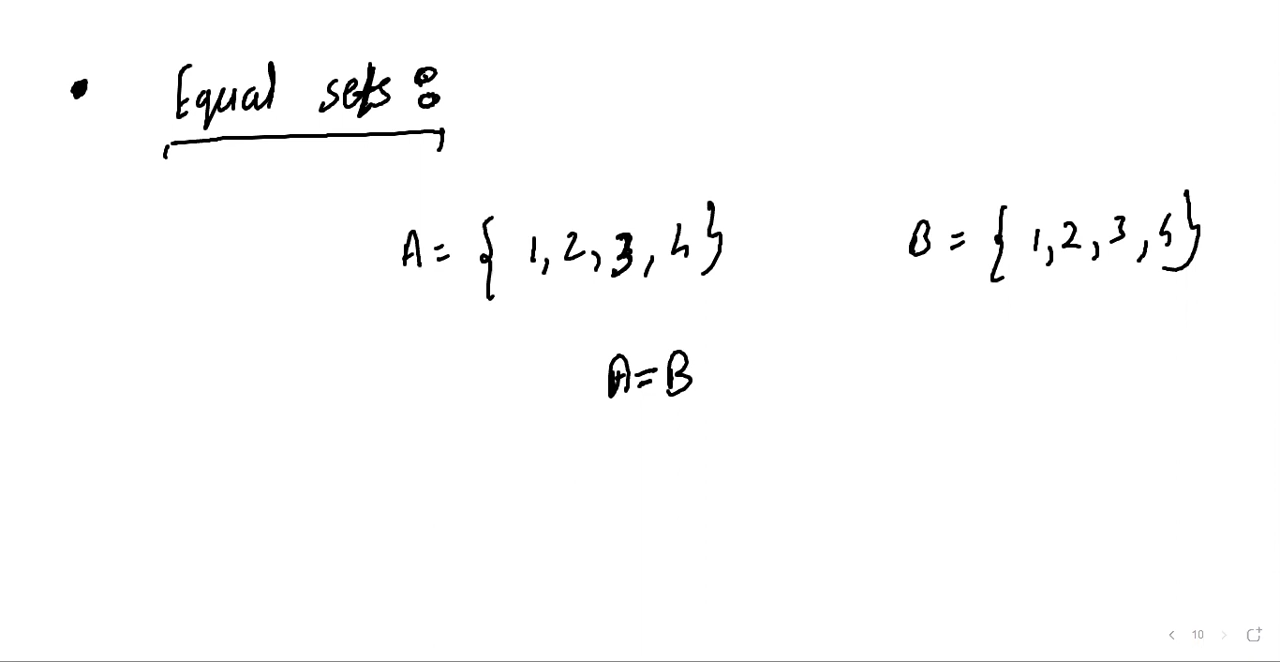 • Equal sets :
A = { 1, 2, 3, 4 } B = { 1, 2, 3, 4 }
A = B
< 10 >